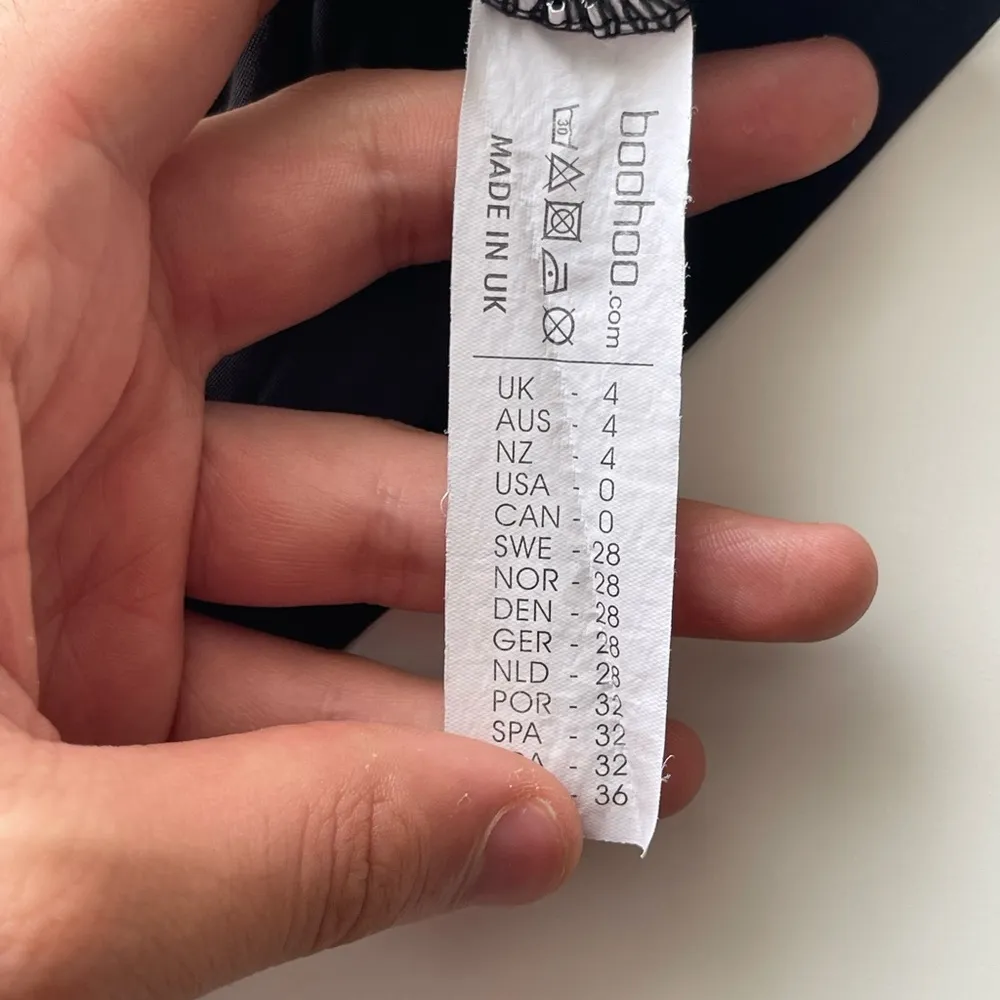 boohoo.com
30
MADE IN UK
UK - 4
AUS - 4
NZ - 4
USA - 0
CAN - 0
SWE - 28
NOR - 28
DEN - 28
GER - 28
NLD - 28
POR - 32
SPA - 32
- 32
- 36